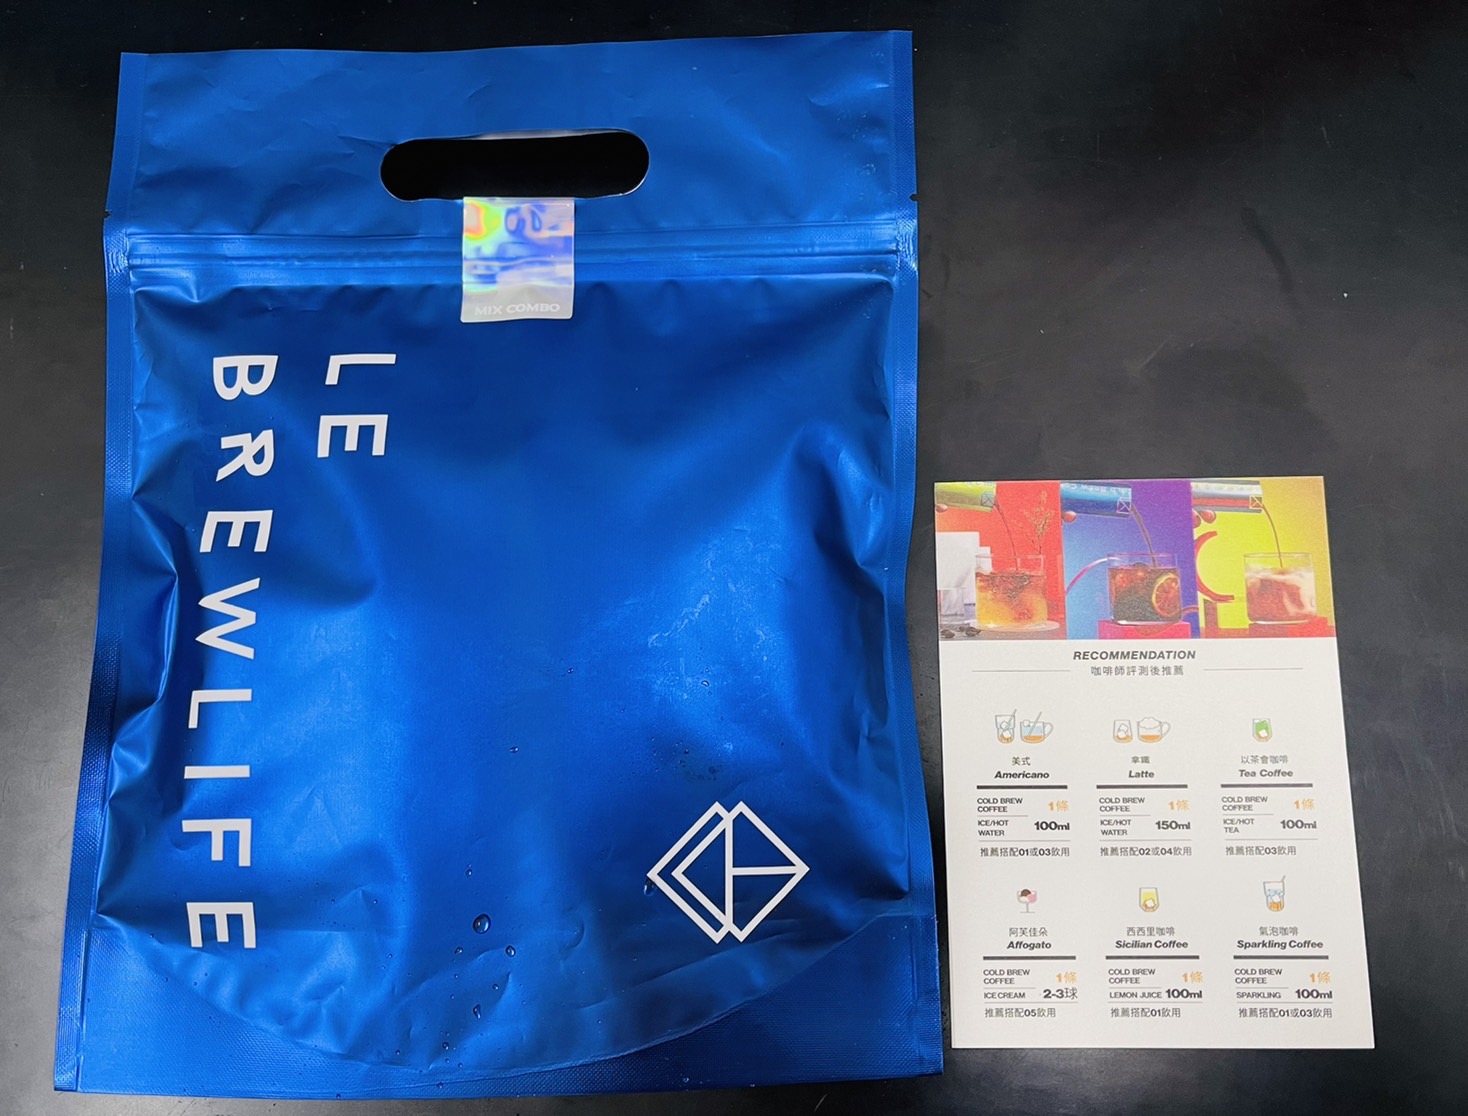 MIX COMBO
LE
BREWLIFE
RECOMMENDATION
咖啡師評測後推薦
美式
Americano
COLD BREW
COFFEE
1條
ICE/HOT
WATER
100ml
推薦搭配01或03飲用
拿鐵
Latte
COLD BREW
COFFEE
1條
ICE/HOT
WATER
150ml
推薦搭配02或04飲用
以茶會咖啡
Tea Coffee
COLD BREW
COFFEE
1條
ICE/HOT
TEA
100ml
推薦搭配03飲用
阿芙佳朵
Affogato
COLD BREW
COFFEE
1條
ICE CREAM
2-3球
推薦搭配05飲用
西西里咖啡
Sicilian Coffee
COLD BREW
COFFEE
1條
LEMON JUICE
100ml
推薦搭配01飲用
氣泡咖啡
Sparkling Coffee
COLD BREW
COFFEE
1條
SPARKLING
100ml
推薦搭配01或03飲用